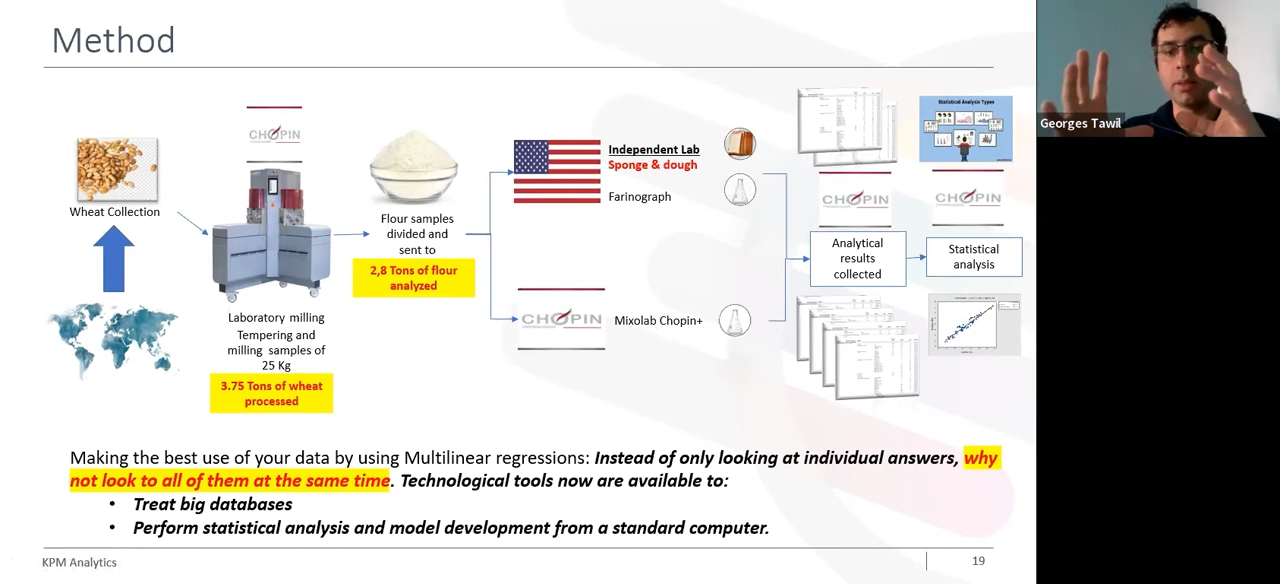 Method
CHOPIN
Wheat Collection
Laboratory milling
Tempering and
milling samples of
25 Kg
3.75 Tons of wheat
processed
Flour samples
divided and
sent to
2,8 Tons of flour
analyzed
Independent Lab
Sponge & dough
Farinograph
CHOPIN
Mixolab Chopin+
Statistical Analysis Types
CHOPIN
CHOPIN
Analytical
results
collected
Statistical
analysis
Making the best use of your data by using Multilinear regressions: Instead of only looking at individual answers, why
not look to all of them at the same time. Technological tools now are available to:
• Treat big databases
• Perform statistical analysis and model development from a standard computer.
KPM Analytics
19
Georges Tawil